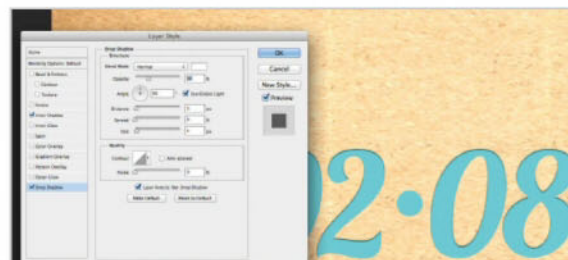 Layer Style
Styles
Blending Options: Default
Bevel & Emboss
Contour
Texture
Stroke
Inner Shadow
Inner Glow
Satin
Color Overlay
Gradient Overlay
Pattern Overlay
Outer Glow
Drop Shadow
Drop Shadow
Structure
Blend Mode: Normal
Opacity: %
Angle: ° Use Global Light
Distance: px
Spread: %
Size: px
Quality
Contour: Anti-aliased
Noise: 0 %
Layer Knocks Out Drop Shadow
Make Default Reset to Default
OK
Cancel
New Style...
Preview
02•08